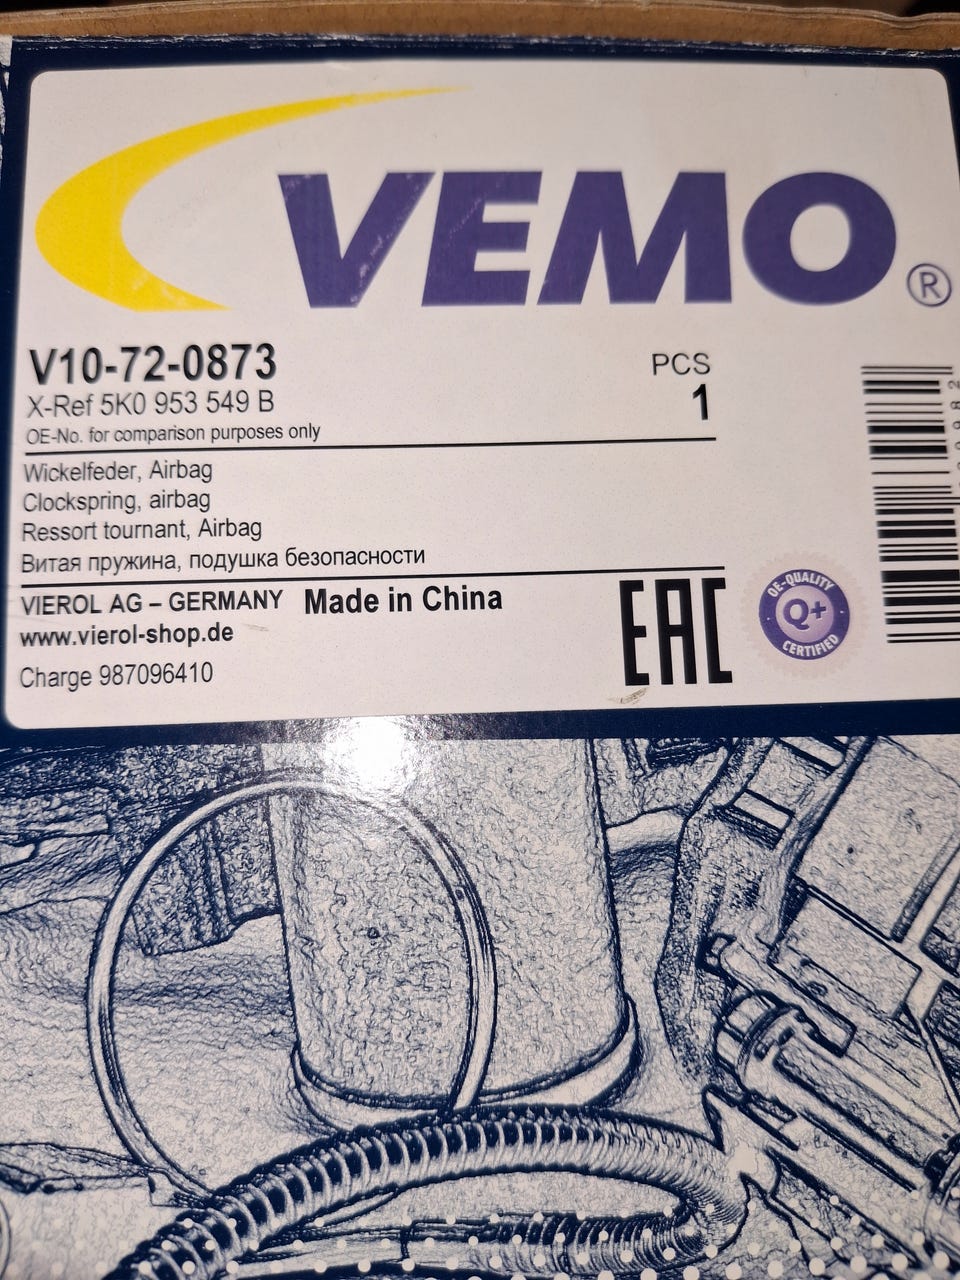 VEMO®
V10-72-0873
X-Ref 5K0 953 549 B
OE-No. for comparison purposes only
PCS
1
Wickelfeder, Airbag
Clockspring, airbag
Ressort tournant, Airbag
Витая пружина, подушка безопасности
VIEROL AG – GERMANY Made in China
www.vierol-shop.de
Charge 987096410
EAC
OE-QUALITY
Q+
CERTIFIED